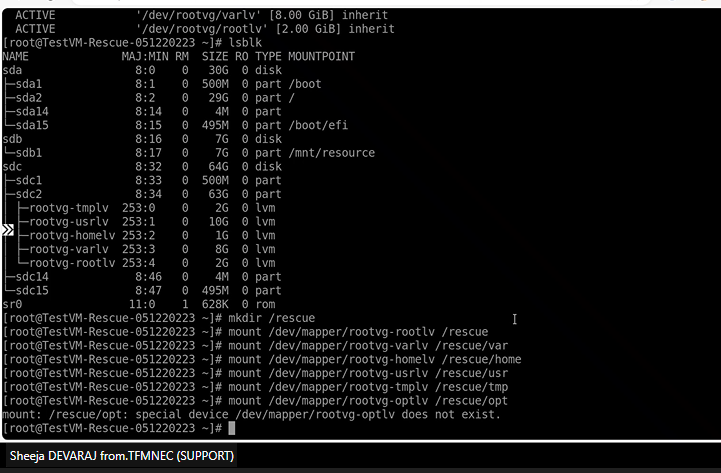 ACTIVE            '/dev/rootvg/varlv' [8.00 GiB] inherit
ACTIVE            '/dev/rootvg/rootlv' [2.00 GiB] inherit
[root@TestVM-Rescue-051220223 ~]# lsblk
NAME              MAJ:MIN RM  SIZE RO TYPE MOUNTPOINT
sda                 8:0    0   30G  0 disk
├─sda1              8:1    0  500M  0 part /boot
├─sda2              8:2    0   29G  0 part /
├─sda14             8:14   0    4M  0 part
└─sda15             8:15   0  495M  0 part /boot/efi
sdb                 8:16   0    7G  0 disk
└─sdb1              8:17   0    7G  0 part /mnt/resource
sdc                 8:32   0   64G  0 disk
├─sdc1              8:33   0  500M  0 part
├─sdc2              8:34   0   63G  0 part
│ ├─rootvg-tmplv  253:0    0    2G  0 lvm
│ ├─rootvg-usrlv  253:1    0   10G  0 lvm
│ ├─rootvg-homelv 253:2    0    1G  0 lvm
│ ├─rootvg-varlv  253:3    0    8G  0 lvm
│ └─rootvg-rootlv 253:4    0    2G  0 lvm
├─sdc14             8:46   0    4M  0 part
└─sdc15             8:47   0  495M  0 part
sr0                11:0    1  628K  0 rom
[root@TestVM-Rescue-051220223 ~]# mkdir /rescue
[root@TestVM-Rescue-051220223 ~]# mount /dev/mapper/rootvg-rootlv /rescue
[root@TestVM-Rescue-051220223 ~]# mount /dev/mapper/rootvg-varlv /rescue/var
[root@TestVM-Rescue-051220223 ~]# mount /dev/mapper/rootvg-homelv /rescue/home
[root@TestVM-Rescue-051220223 ~]# mount /dev/mapper/rootvg-usrlv /rescue/usr
[root@TestVM-Rescue-051220223 ~]# mount /dev/mapper/rootvg-tmplv /rescue/tmp
[root@TestVM-Rescue-051220223 ~]# mount /dev/mapper/rootvg-optlv /rescue/opt
mount: /rescue/opt: special device /dev/mapper/rootvg-optlv does not exist.
[root@TestVM-Rescue-051220223 ~]#
Sheeja DEVARAJ from.TFMNEC (SUPPORT)